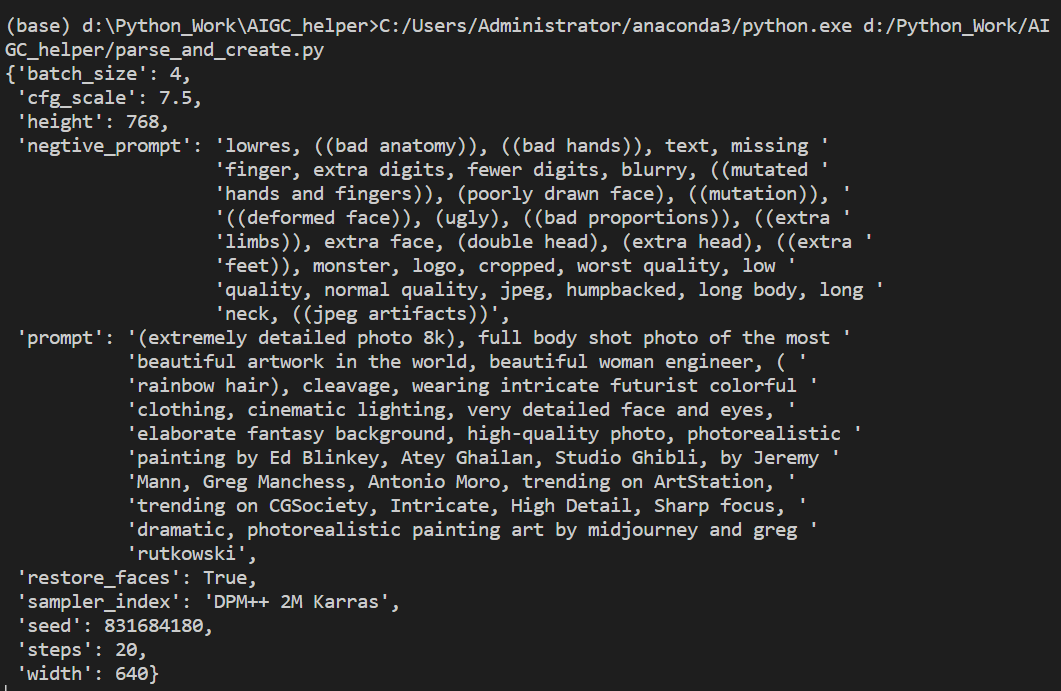 (base) d:\Python_Work\AIGC_helper>C:/Users/Administrator/anaconda3/python.exe d:/Python_Work/AI
GC_helper/parse_and_create.py
{'batch_size': 4,
 'cfg_scale': 7.5,
 'height': 768,
 'negtive_prompt': 'lowres, ((bad anatomy)), ((bad hands)), text, missing '
                   'finger, extra digits, fewer digits, blurry, ((mutated '
                   'hands and fingers)), (poorly drawn face), ((mutation)), '
                   '((deformed face)), (ugly), ((bad proportions)), ((extra '
                   'limbs)), extra face, (double head), (extra head), ((extra '
                   'feet)), monster, logo, cropped, worst quality, low '
                   'quality, normal quality, jpeg, humpbacked, long body, long '
                   'neck, ((jpeg artifacts))',
 'prompt': '(extremely detailed photo 8k), full body shot photo of the most '
           'beautiful artwork in the world, beautiful woman engineer, ( '
           'rainbow hair), cleavage, wearing intricate futurist colorful '
           'clothing, cinematic lighting, very detailed face and eyes, '
           'elaborate fantasy background, high-quality photo, photorealistic '
           'painting by Ed Blinkey, Atey Ghailan, Studio Ghibli, by Jeremy '
           'Mann, Greg Manchess, Antonio Moro, trending on ArtStation, '
           'trending on CGSociety, Intricate, High Detail, Sharp focus, '
           'dramatic, photorealistic painting art by midjourney and greg '
           'rutkowski',
 'restore_faces': True,
 'sampler_index': 'DPM++ 2M Karras',
 'seed': 831684180,
 'steps': 20,
 'width': 640}